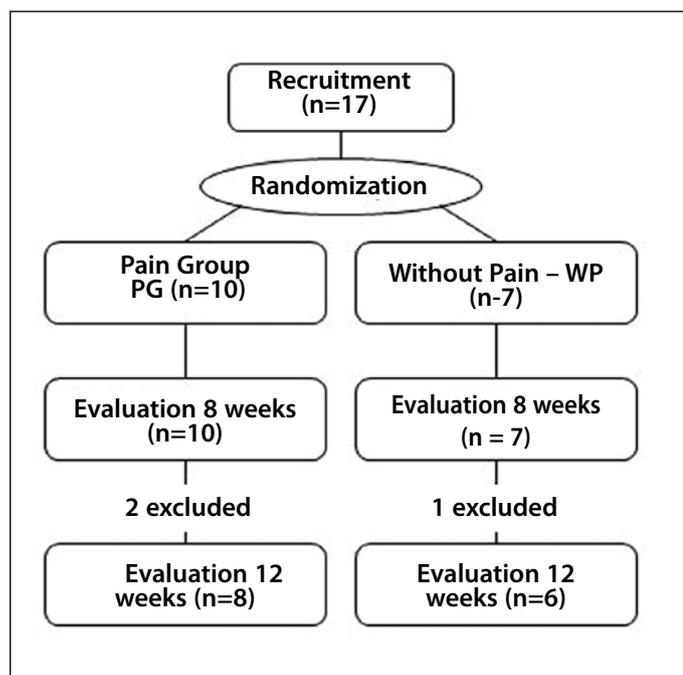 Recruitment
(n=17)
Randomization
Pain Group
PG (n=10)
Without Pain – WP
(n-7)
Evaluation 8 weeks
(n=10)
Evaluation 8 weeks
(n = 7)
2 excluded
1 excluded
Evaluation 12
weeks (n=8)
Evaluation 12
weeks (n=6)